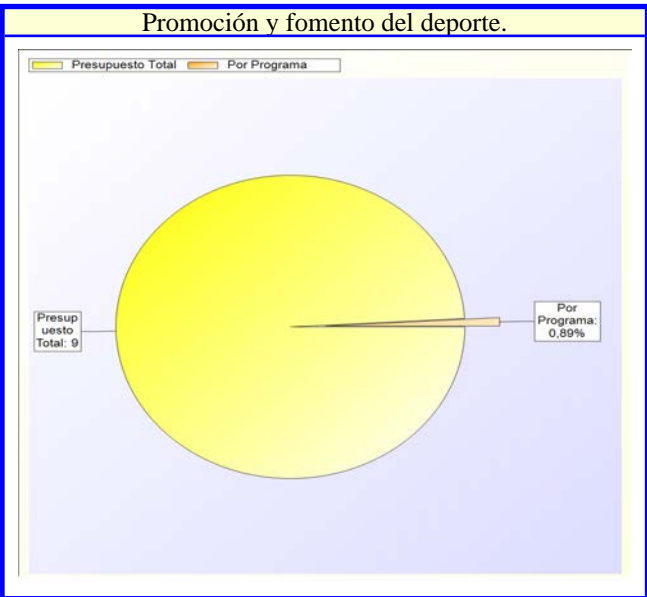 Promoción y fomento del deporte.
Presupuesto Total Por Programa
Presup
uesto
Total: 9
Por
Programa:
0,89%